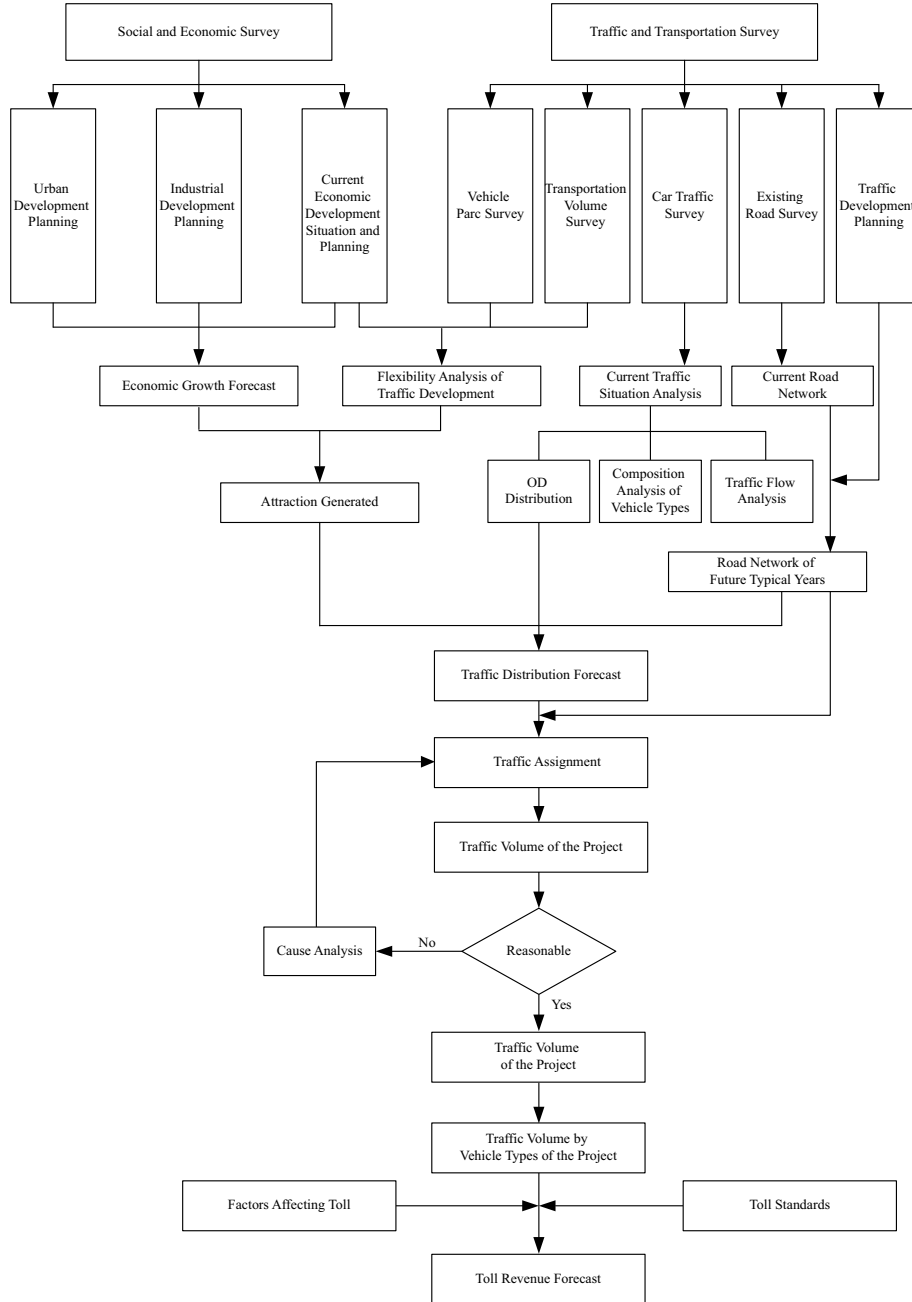 Social and Economic Survey
Traffic and Transportation Survey
Urban
Development
Planning
Industrial
Development
Planning
Current
Economic
Development
Situation and
Planning
Vehicle
Parc Survey
Transportation
Volume
Survey
Car Traffic
Survey
Existing
Road Survey
Traffic
Development
Planning
Economic Growth Forecast
Flexibility Analysis of
Traffic Development
Current Traffic
Situation Analysis
Current Road
Network
OD
Distribution
Composition
Analysis of
Vehicle Types
Traffic Flow
Analysis
Attraction Generated
Road Network of
Future Typical Years
Traffic Distribution Forecast
Traffic Assignment
Traffic Volume of the Project
Cause Analysis
No
Reasonable
Yes
Traffic Volume
of the Project
Traffic Volume by
Vehicle Types of the Project
Factors Affecting Toll
Toll Standards
Toll Revenue Forecast